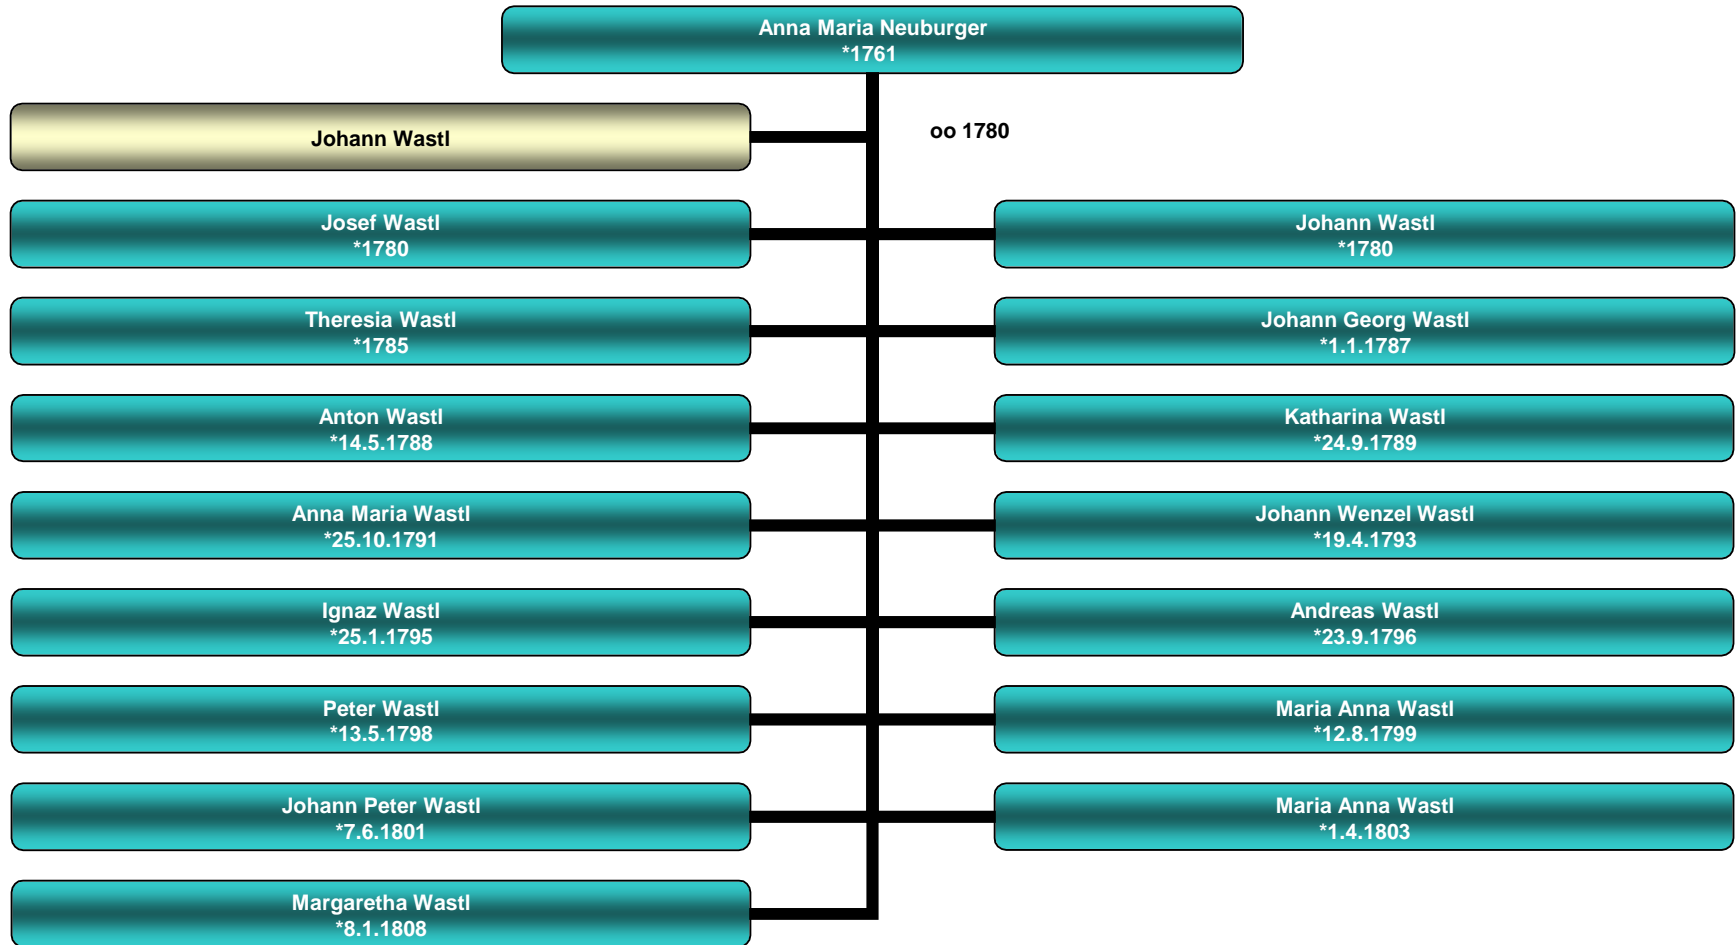 Anna Maria Neuburger
*1761
Johann Wastl
oo 1780
Josef Wastl
*1780
Johann Wastl
*1780
Theresia Wastl
*1785
Johann Georg Wastl
*1.1.1787
Anton Wastl
*14.5.1788
Katharina Wastl
*24.9.1789
Anna Maria Wastl
*25.10.1791
Johann Wenzel Wastl
*19.4.1793
Ignaz Wastl
*25.1.1795
Andreas Wastl
*23.9.1796
Peter Wastl
*13.5.1798
Maria Anna Wastl
*12.8.1799
Johann Peter Wastl
*7.6.1801
Maria Anna Wastl
*1.4.1803
Margaretha Wastl
*8.1.1808